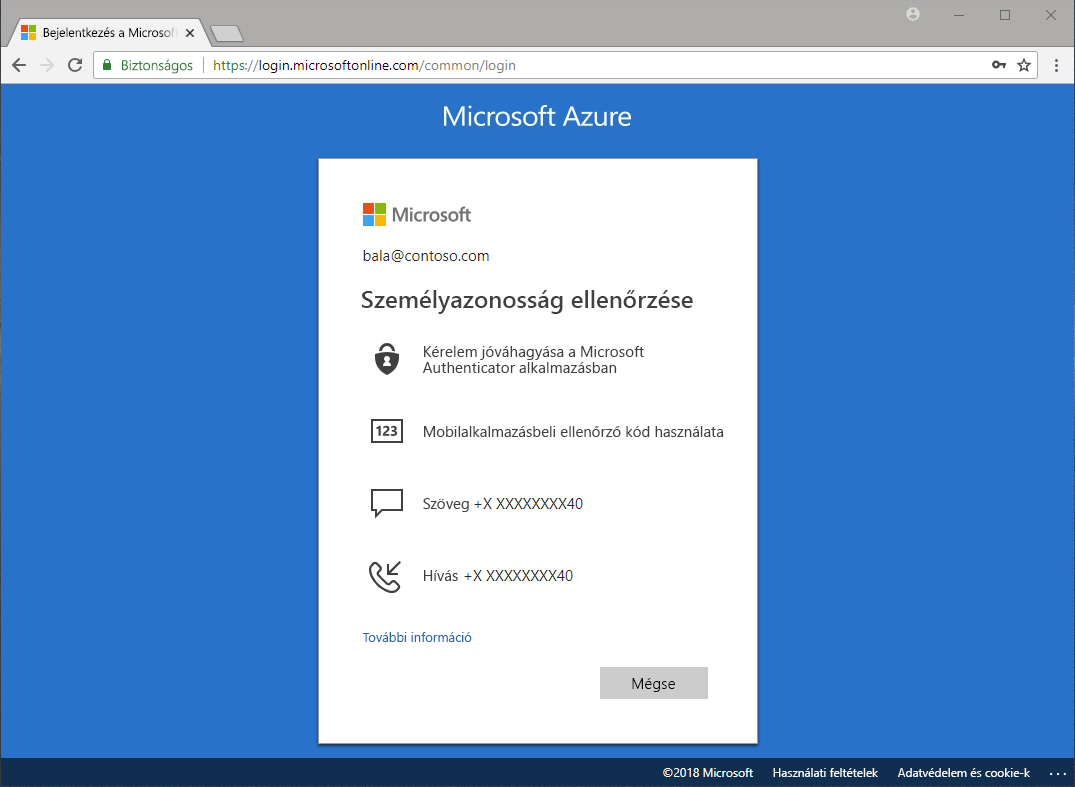 Bejelentkezés a Microsof
Biztonságos
https://login.microsoftonline.com/common/login
Microsoft Azure
Microsoft
bala@contoso.com
Személyazonosság ellenőrzése
Kérelem jóváhagyása a Microsoft
Authenticator alkalmazásban
123
Mobilalkalmazásbeli ellenőrző kód használata
Szöveg +X XXXXXXXX40
Hívás +X XXXXXXXX40
További információ
Mégse
©2018 Microsoft Használati feltételek Adatvédelem és cookie-k ...